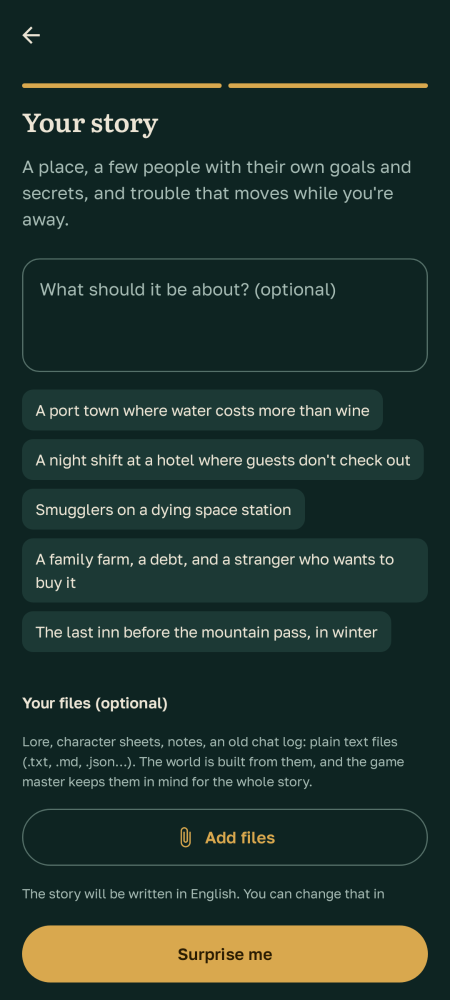 Your story
A place, a few people with their own goals and
secrets, and trouble that moves while you're
away.
What should it be about? (optional)
A port town where water costs more than wine
A night shift at a hotel where guests don't check out
Smugglers on a dying space station
A family farm, a debt, and a stranger who wants to
buy it
The last inn before the mountain pass, in winter
Your files (optional)
Lore, character sheets, notes, an old chat log: plain text files
(.txt, .md, .json...). The world is built from them, and the game
master keeps them in mind for the whole story.
Add files
The story will be written in English. You can change that in
Surprise me